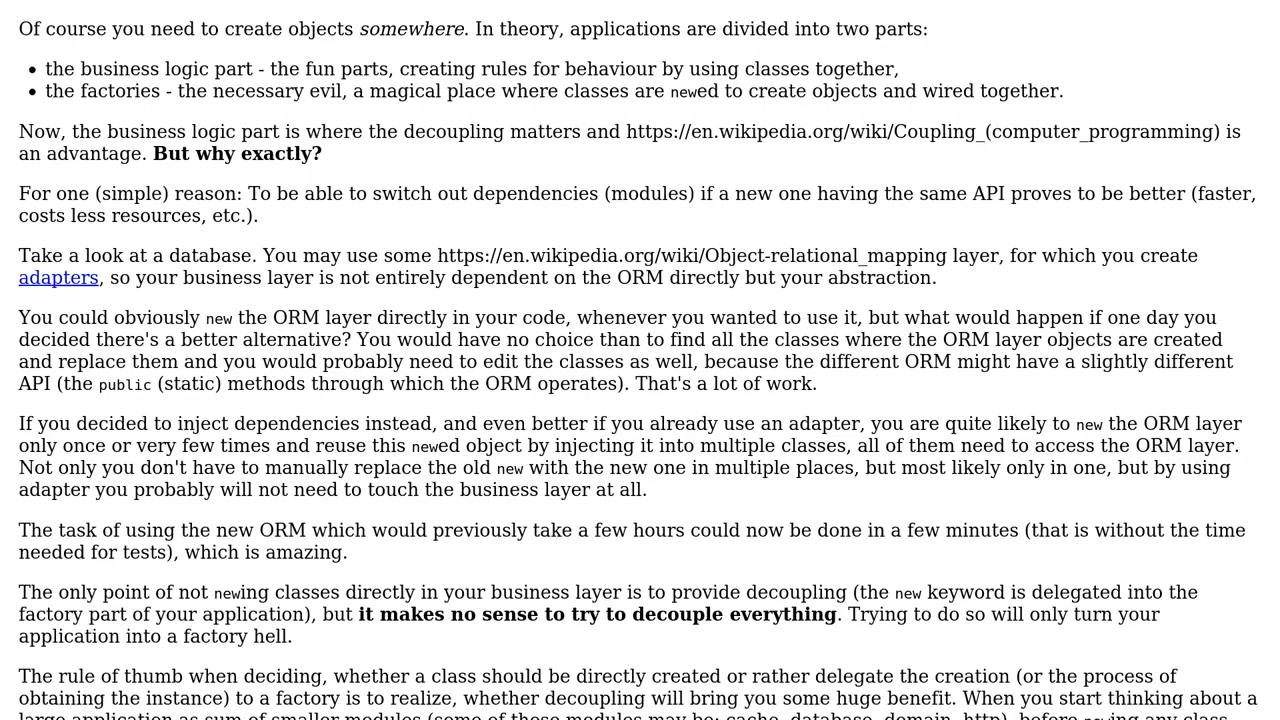 Of course you need to create objects somewhere. In theory, applications are divided into two parts:
• the business logic part - the fun parts, creating rules for behaviour by using classes together,
• the factories - the necessary evil, a magical place where classes are newed to create objects and wired together.
Now, the business logic part is where the decoupling matters and https://en.wikipedia.org/wiki/Coupling_(computer_programming) is
an advantage. But why exactly?
For one (simple) reason: To be able to switch out dependencies (modules) if a new one having the same API proves to be better (faster,
costs less resources, etc.).
Take a look at a database. You may use some https://en.wikipedia.org/wiki/Object-relational_mapping layer, for which you create
adapters, so your business layer is not entirely dependent on the ORM directly but your abstraction.
You could obviously new the ORM layer directly in your code, whenever you wanted to use it, but what would happen if one day you
decided there's a better alternative? You would have no choice than to find all the classes where the ORM layer objects are created
and replace them and you would probably need to edit the classes as well, because the different ORM might have a slightly different
API (the public (static) methods through which the ORM operates). That's a lot of work.
If you decided to inject dependencies instead, and even better if you already use an adapter, you are quite likely to new the ORM layer
only once or very few times and reuse this newed object by injecting it into multiple classes, all of them need to access the ORM layer.
Not only you don't have to manually replace the old new with the new one in multiple places, but most likely only in one, but by using
adapter you probably will not need to touch the business layer at all.
The task of using the new ORM which would previously take a few hours could now be done in a few minutes (that is without the time
needed for tests), which is amazing.
The only point of not newing classes directly in your business layer is to provide decoupling (the new keyword is delegated into the
factory part of your application), but it makes no sense to try to decouple everything. Trying to do so will only turn your
application into a factory hell.
The rule of thumb when deciding, whether a class should be directly created or rather delegate the creation (or the process of
obtaining the instance) to a factory is to realize, whether decoupling will bring you some huge benefit. When you start thinking about a
large application as sum of smaller modules (some of these modules may be: cache, database, domain, http), before newing any class